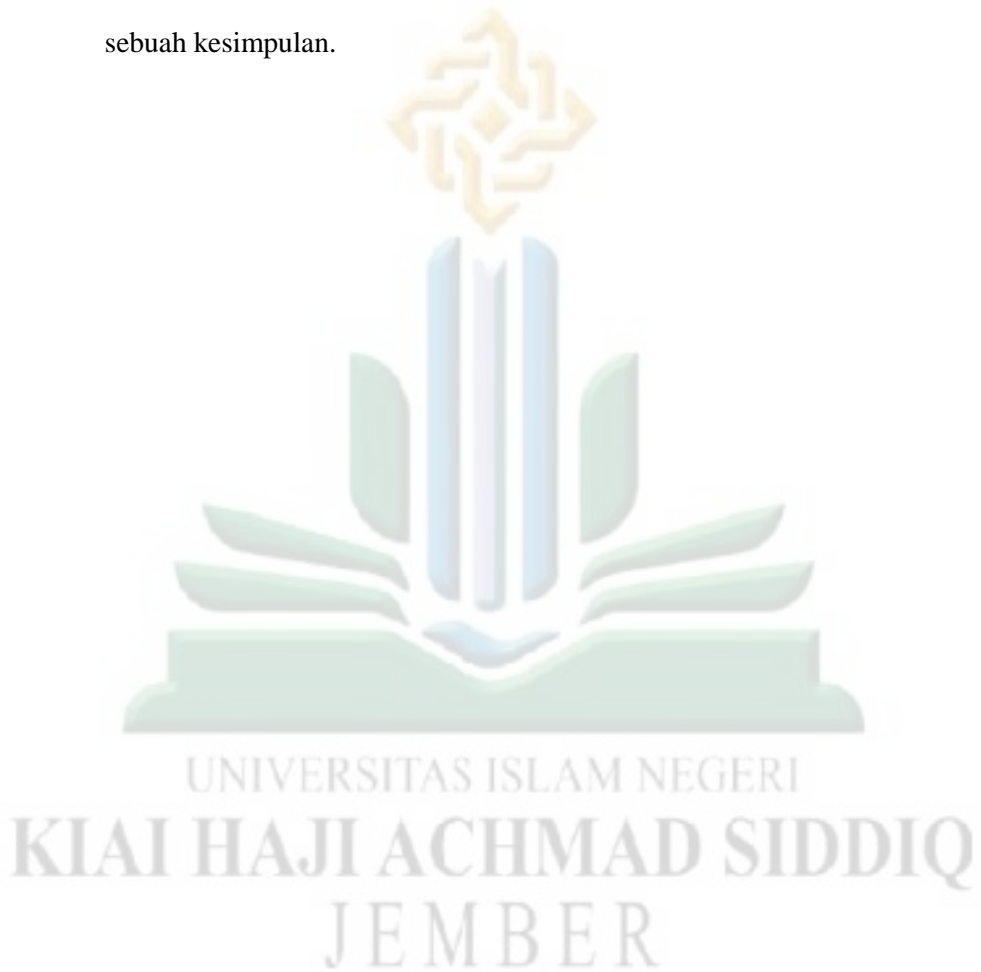 sebuah kesimpulan.
UNIVERSITAS ISLAM NEGERI
KIAI HAJI ACHMAD SIDDIQ
JEMBER